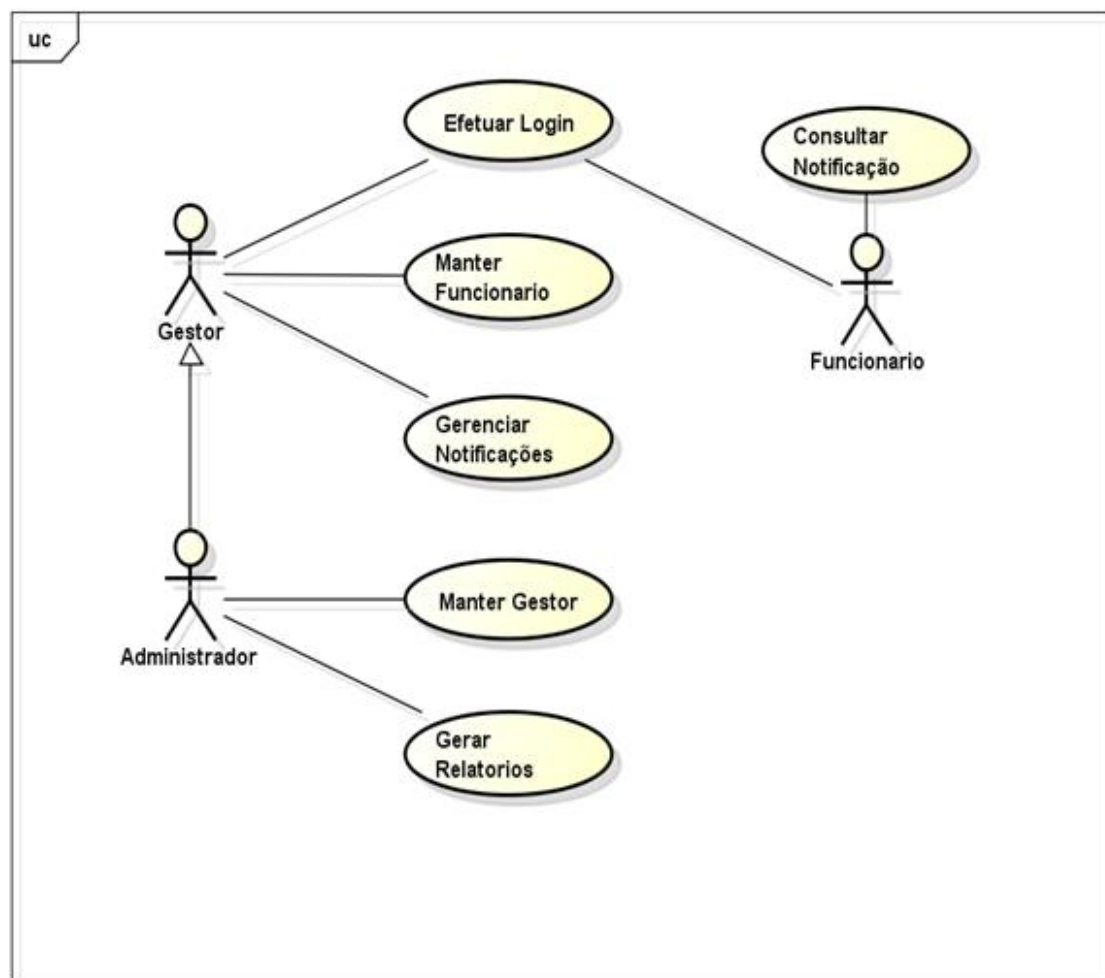 uc
Efetuar Login
Consultar
Notificação
Manter
Funcionario
Gestor
Funcionario
Gerenciar
Notificações
Manter Gestor
Administrador
Gerar
Relatorios